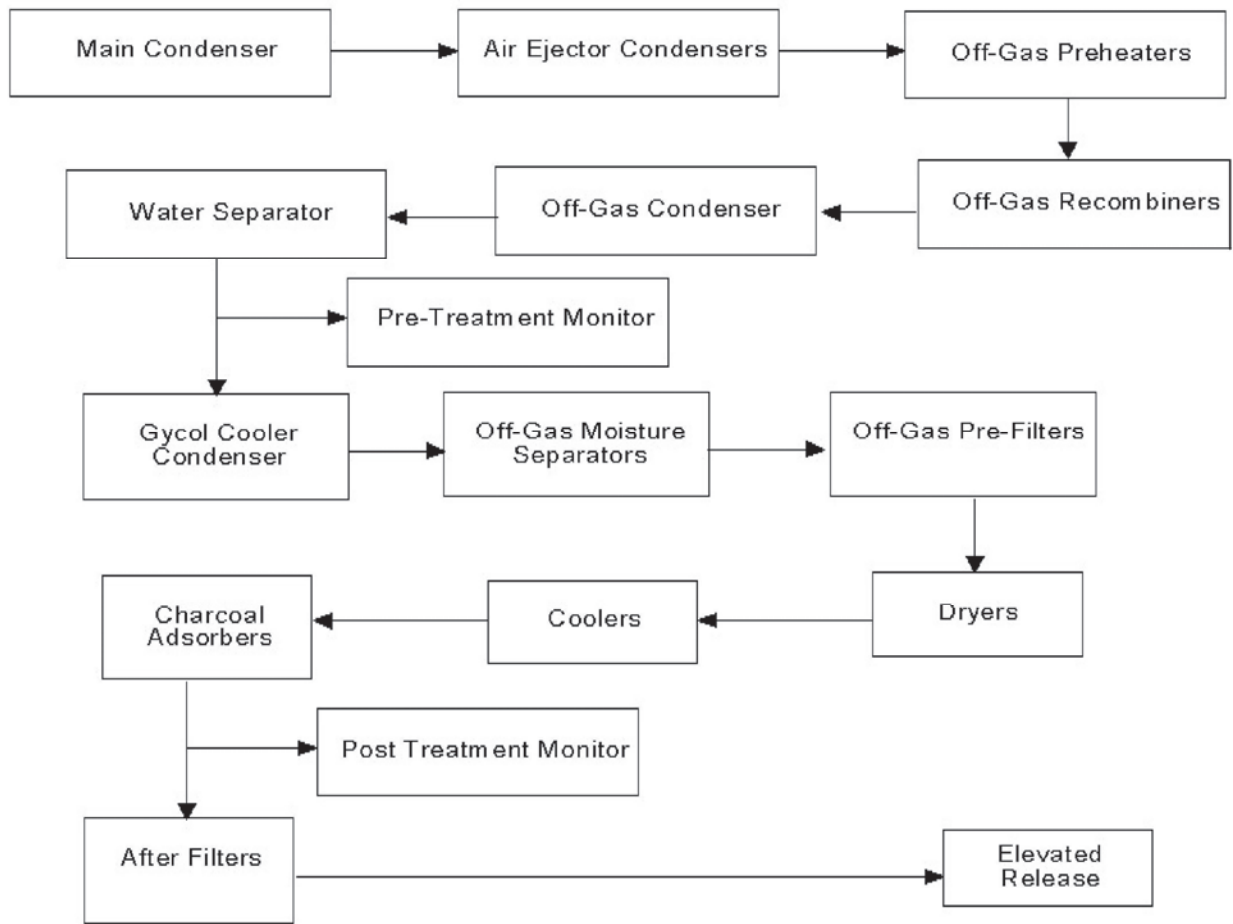 Main Condenser
Air Ejector Condensers
Off-Gas Preheaters
Water Separator
Off-Gas Condenser
Off-Gas Recombiners
Pre-Treatment Monitor
Gycol Cooler
Condenser
Off-Gas Moisture
Separators
Off-Gas Pre-Filters
Charcoal
Adsorbers
Coolers
Dryers
Post Treatment Monitor
After Filters
Elevated
Release